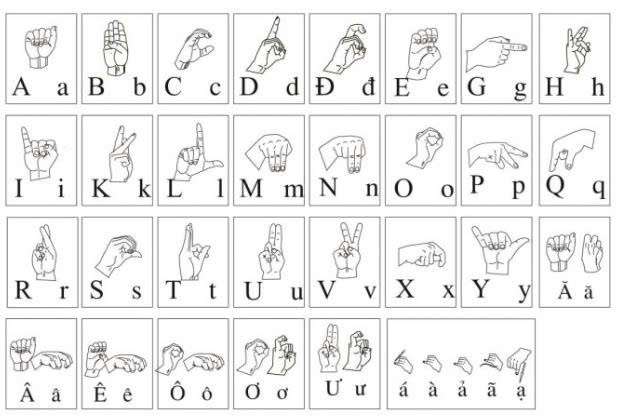 A a B b C c D d Đ đ E e G g H h
I i K k L l M m N n O o P p Q q
R r S s T t U u V v X x Y y Ă ă
Â â Ê ê Ô ô Ơ ơ Ư ư á à ả ã ạ